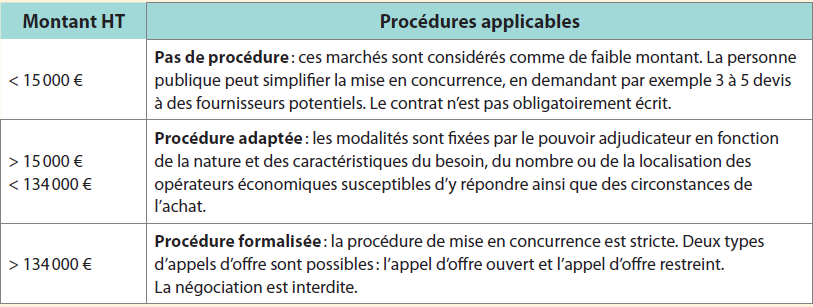 Montant HT
Procédures applicables
< 15 000 €
Pas de procédure : ces marchés sont considérés comme de faible montant. La personne
publique peut simplifier la mise en concurrence, en demandant par exemple 3 à 5 devis
à des fournisseurs potentiels. Le contrat n’est pas obligatoirement écrit.
> 15 000 €
< 134 000 €
Procédure adaptée : les modalités sont fixées par le pouvoir adjudicateur en fonction
de la nature et des caractéristiques du besoin, du nombre ou de la localisation des
opérateurs économiques susceptibles d’y répondre ainsi que des circonstances de
l’achat.
> 134 000 €
Procédure formalisée : la procédure de mise en concurrence est stricte. Deux types
d’appels d’offre sont possibles : l’appel d’offre ouvert et l’appel d’offre restreint.
La négociation est interdite.